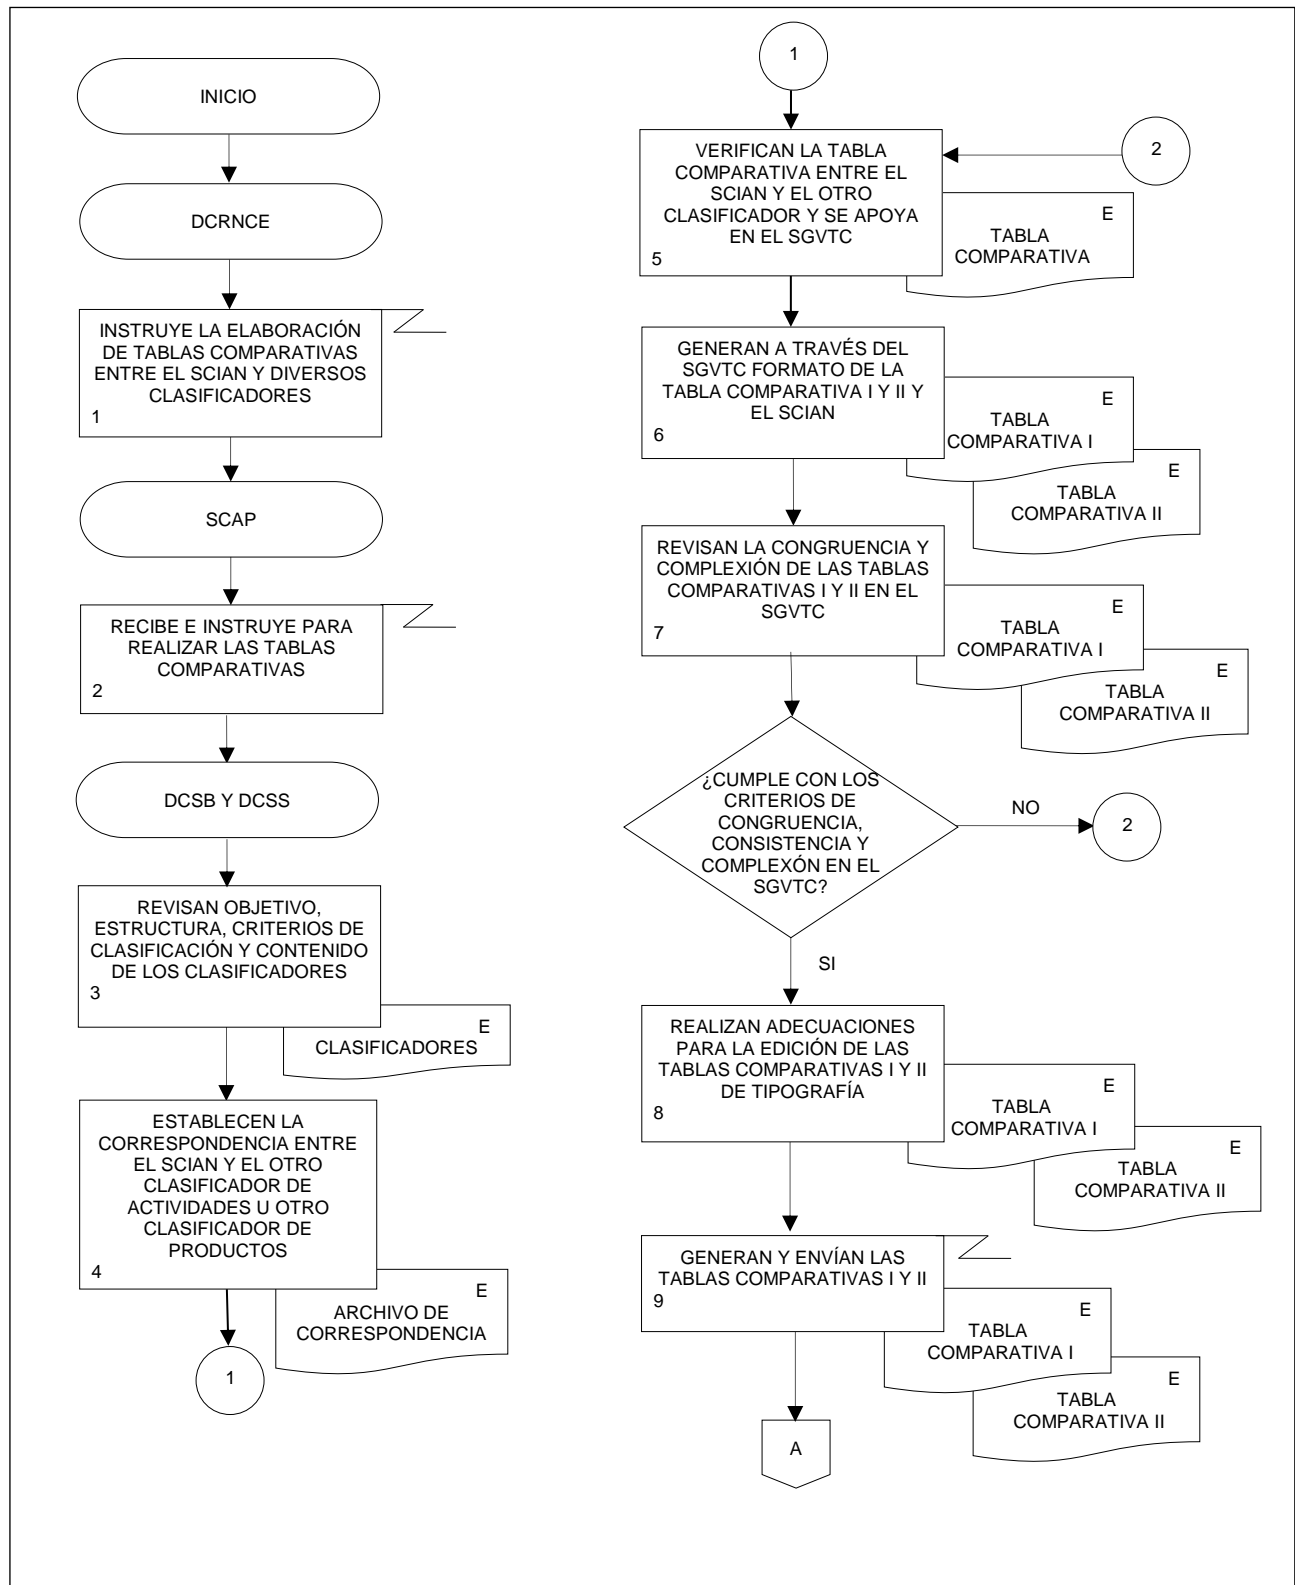 INICIO
DCRNCE
INSTRUYE LA ELABORACIÓN
DE TABLAS COMPARATIVAS
ENTRE EL SCIAN Y DIVERSOS
CLASIFICADORES
1
SCAP
RECIBE E INSTRUYE PARA
REALIZAR LAS TABLAS
COMPARATIVAS
2
DCSB Y DCSS
REVISAN OBJETIVO,
ESTRUCTURA, CRITERIOS DE
CLASIFICACIÓN Y CONTENIDO
DE LOS CLASIFICADORES
3
E
CLASIFICADORES
ESTABLECEN LA
CORRESPONDENCIA ENTRE
EL SCIAN Y EL OTRO
CLASIFICADOR DE
ACTIVIDADES U OTRO
CLASIFICADOR DE
PRODUCTOS
4
E
ARCHIVO DE
CORRESPONDENCIA
1
1
2
VERIFICAN LA TABLA
COMPARATIVA ENTRE EL
SCIAN Y EL OTRO
CLASIFICADOR Y SE APOYA
EN EL SGVTC
5
E
TABLA
COMPARATIVA
GENERAN A TRAVÉS DEL
SGVTC FORMATO DE LA
TABLA COMPARATIVA I Y II Y
EL SCIAN
6
E
TABLA
COMPARATIVA I
E
TABLA
COMPARATIVA II
REVISAN LA CONGRUENCIA Y
COMPLEXIÓN DE LAS TABLAS
COMPARATIVAS I Y II EN EL
SGVTC
7
E
TABLA
COMPARATIVA I
E
TABLA
COMPARATIVA II
¿CUMPLE CON LOS
CRITERIOS DE
CONGRUENCIA,
CONSISTENCIA Y
COMPLEXÓN EN EL
SGVTC?
NO
2
SI
REALIZAN ADECUACIONES
PARA LA EDICIÓN DE LAS
TABLAS COMPARATIVAS I Y II
DE TIPOGRAFÍA
8
E
TABLA
COMPARATIVA I
E
TABLA
COMPARATIVA II
GENERAN Y ENVÍAN LAS
TABLAS COMPARATIVAS I Y II
9
E
TABLA
COMPARATIVA I
E
TABLA
COMPARATIVA II
A